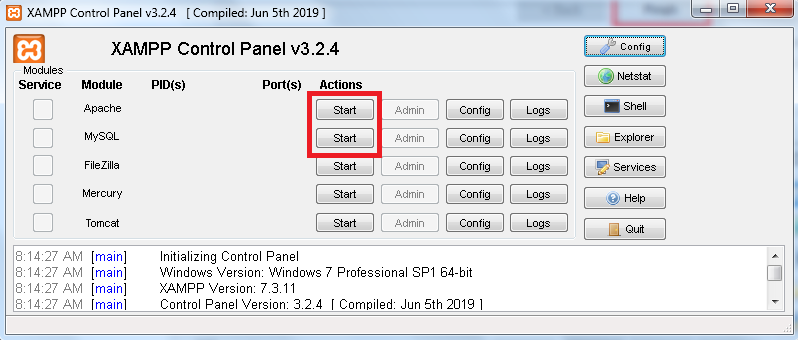 XAMPP Control Panel v3.2.4 [ Compiled: Jun 5th 2019 ]
XAMPP Control Panel v3.2.4
Modules
Service Module PID(s) Port(s) Actions
Apache Start Admin Config Logs
MySQL Start Admin Config Logs
FileZilla Start Admin Config Logs
Mercury Start Admin Config Logs
Tomcat Start Admin Config Logs
Config
Netstat
Shell
Explorer
Services
Help
Quit
8:14:27 AM [main] Initializing Control Panel
8:14:27 AM [main] Windows Version: Windows 7 Professional SP1 64-bit
8:14:27 AM [main] XAMPP Version: 7.3.11
8:14:27 AM [main] Control Panel Version: 3.2.4 [ Compiled: Jun 5th 2019 ]